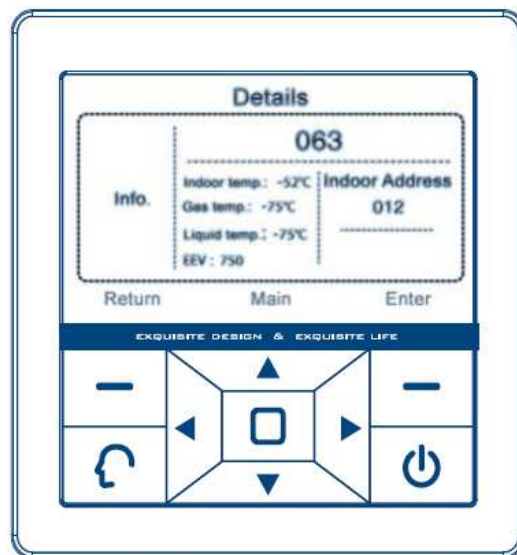 Details
063
Info.
Indoor temp.: -52℃
Gas temp.: -75℃
Liquid temp.: -75℃
EEV : 750
Indoor Address
012
Return Main Enter
EXQUISITE DESIGN & EXQUISITE LIFE